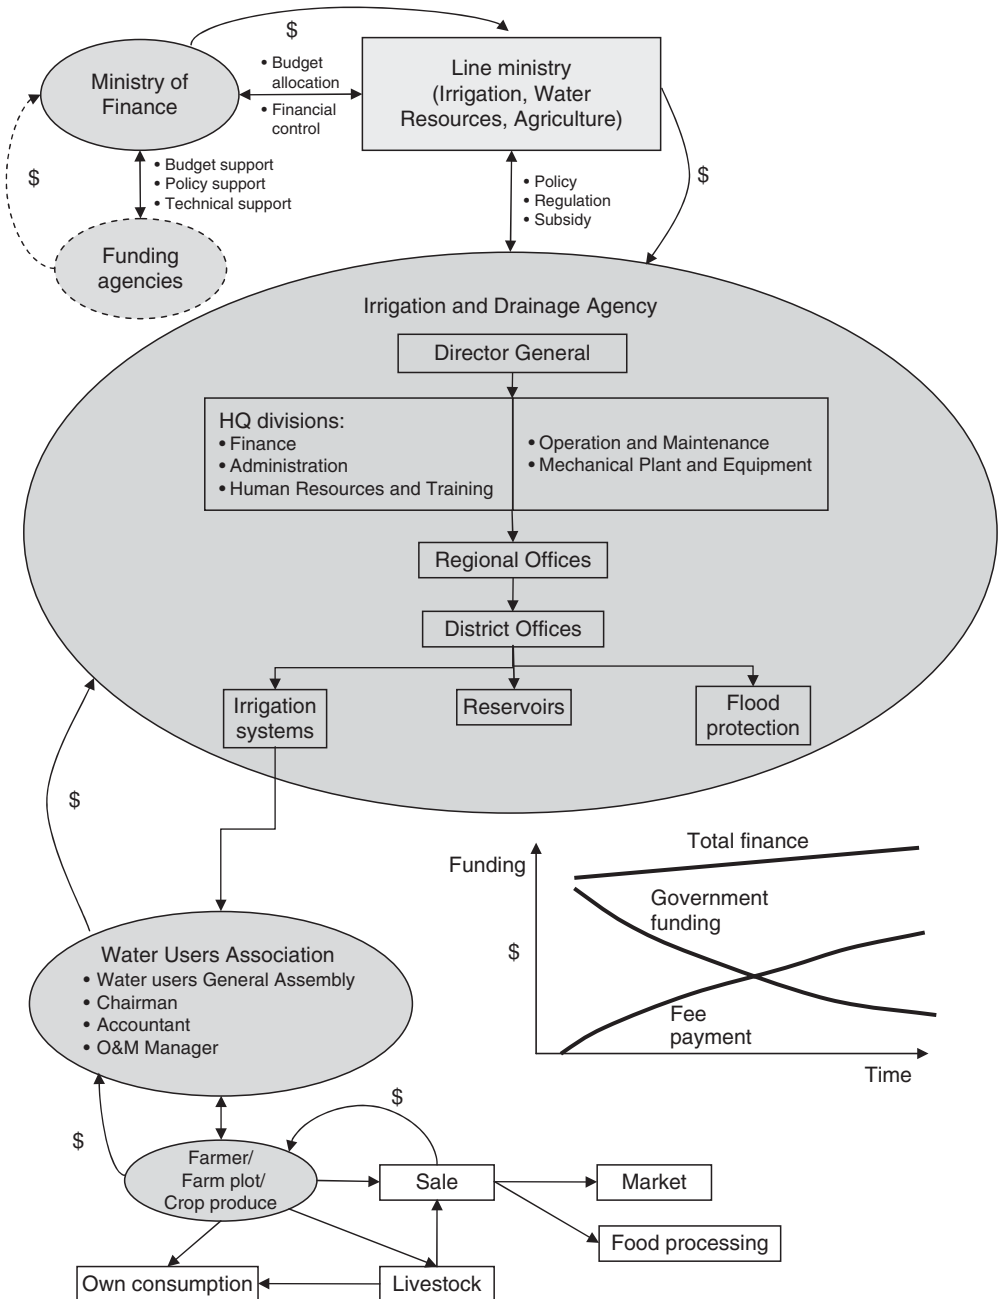 $
Ministry of
Finance
• Budget
allocation
• Financial
control
Line ministry
(Irrigation, Water
Resources, Agriculture)
$
• Budget support
• Policy support
• Technical support
• Policy
• Regulation
• Subsidy
$
Funding
agencies
Irrigation and Drainage Agency
Director General
HQ divisions:
• Finance
• Administration
• Human Resources and Training
• Operation and Maintenance
• Mechanical Plant and Equipment
Regional Offices
District Offices
Irrigation
systems
Reservoirs
Flood
protection
$
Funding
$
Total finance
Government
funding
Fee
payment
Time
Water Users Association
• Water users General Assembly
• Chairman
• Accountant
• O&M Manager
$
$
Farmer/
Farm plot/
Crop produce
Sale
Market
Food processing
Own consumption
Livestock